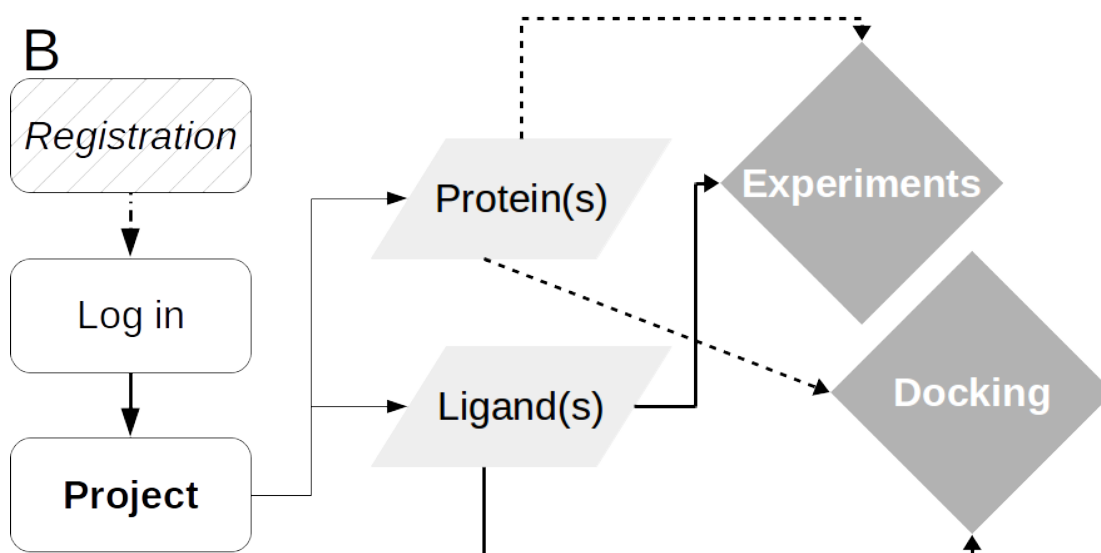 B
Registration
Log in
Project
Protein(s)
Ligand(s)
Experiments
Docking